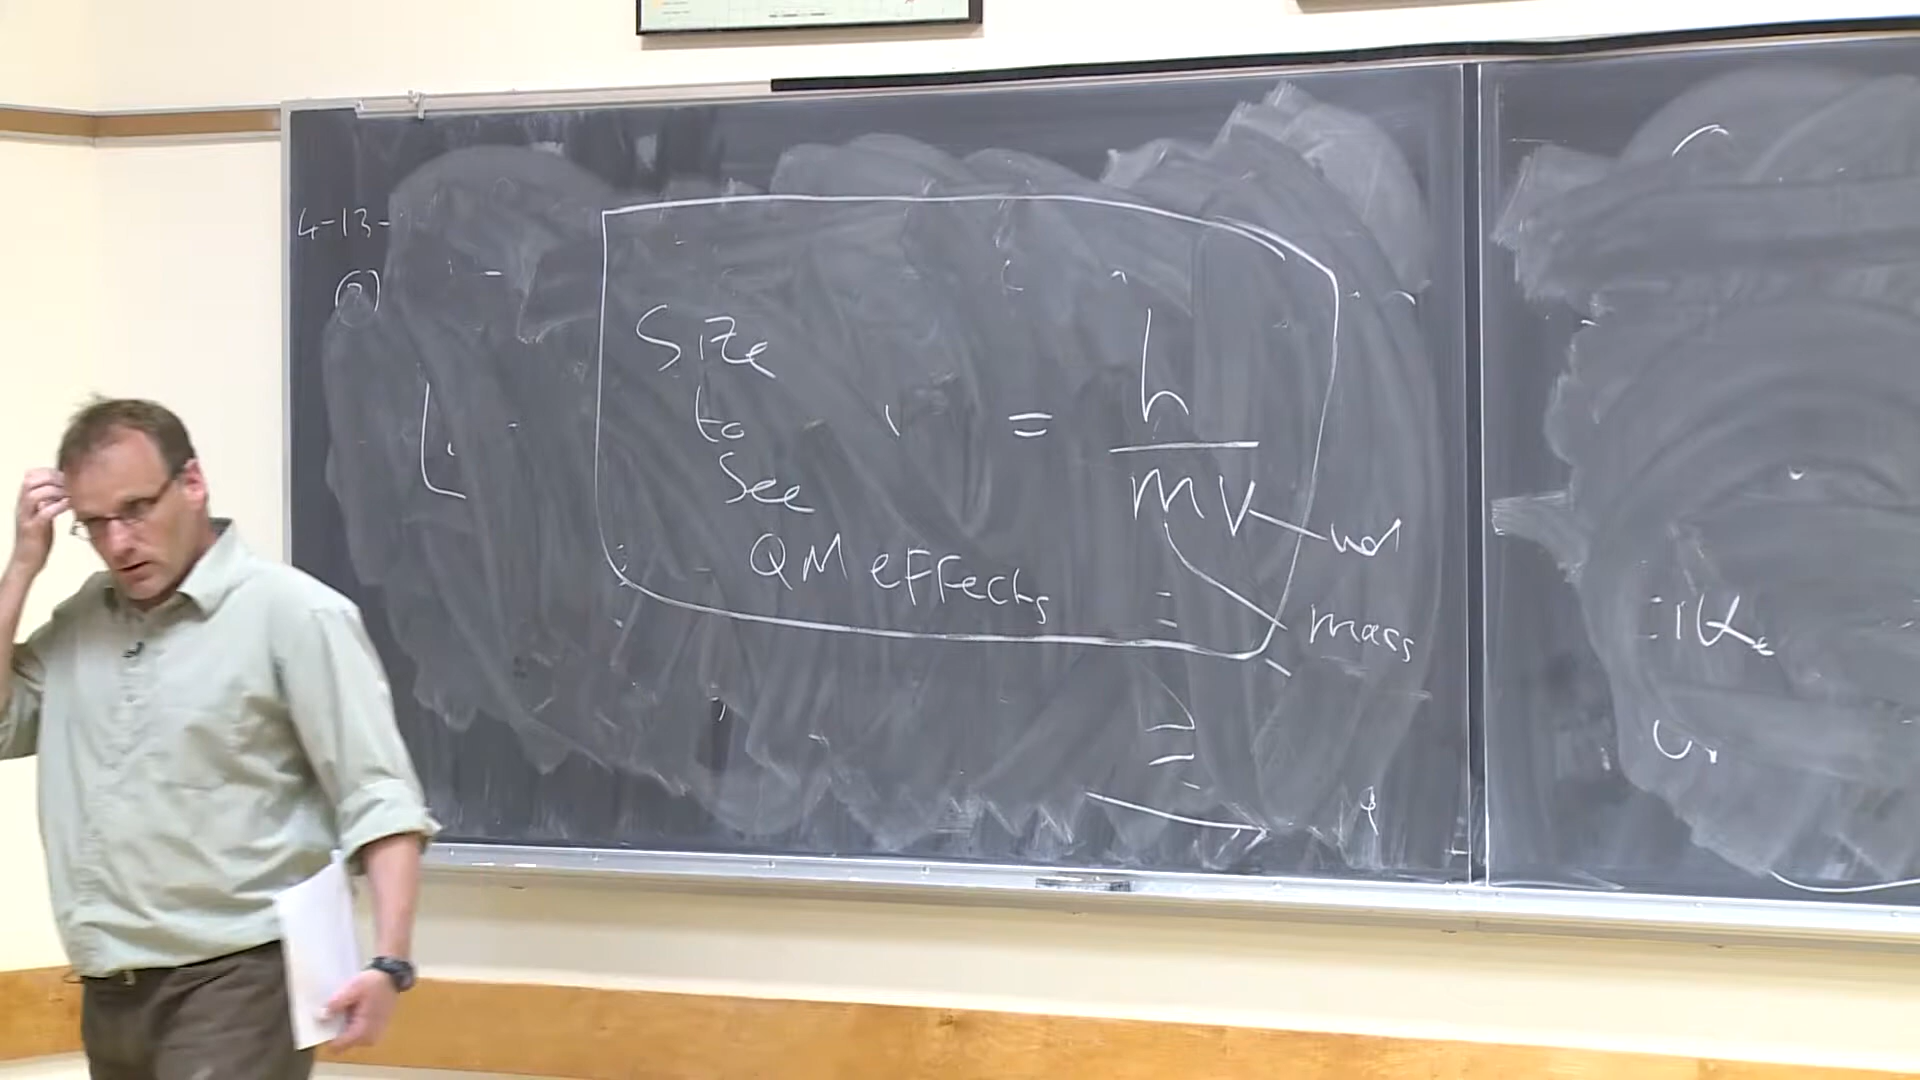 4-13-
Size
to
See
QM effects
=
h
mv
vel
mass